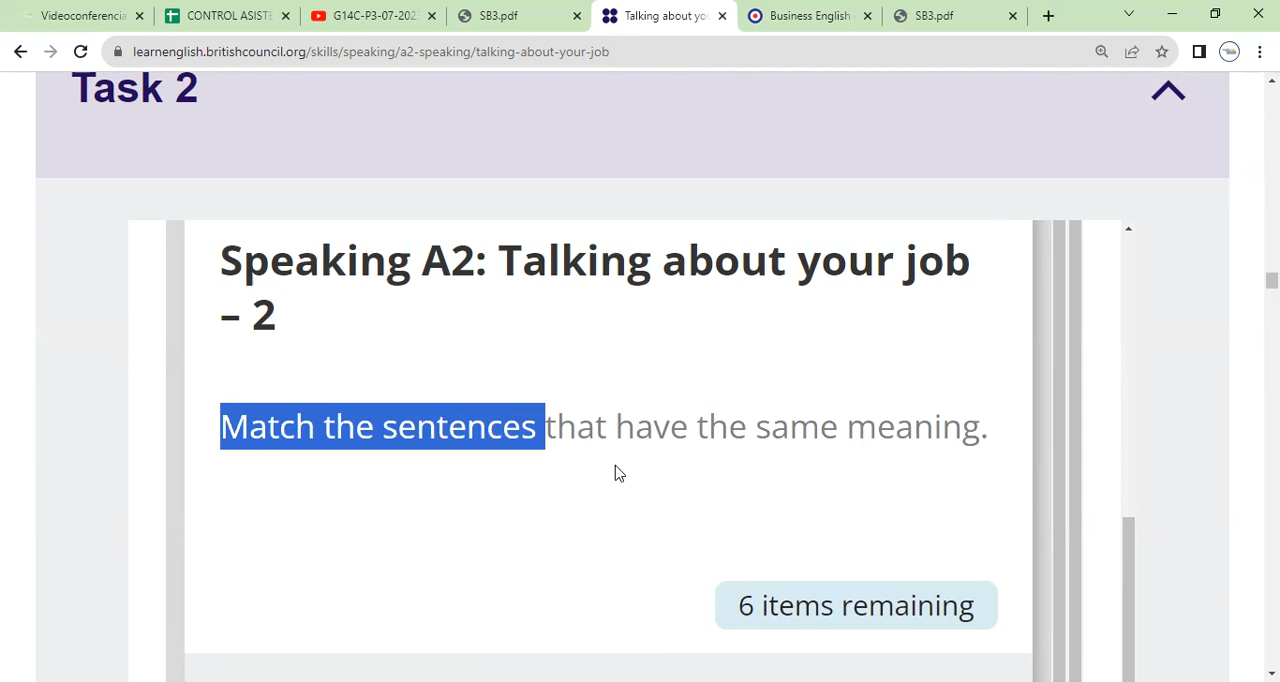 Videoconferencia
CONTROL ASISTE
G14C-P3-07-202
SB3.pdf
Talking about yo
Business English
SB3.pdf
learnenglish.britishcouncil.org/skills/speaking/a2-speaking/talking-about-your-job
Task 2
Speaking A2: Talking about your job
– 2
Match the sentences that have the same meaning.
6 items remaining